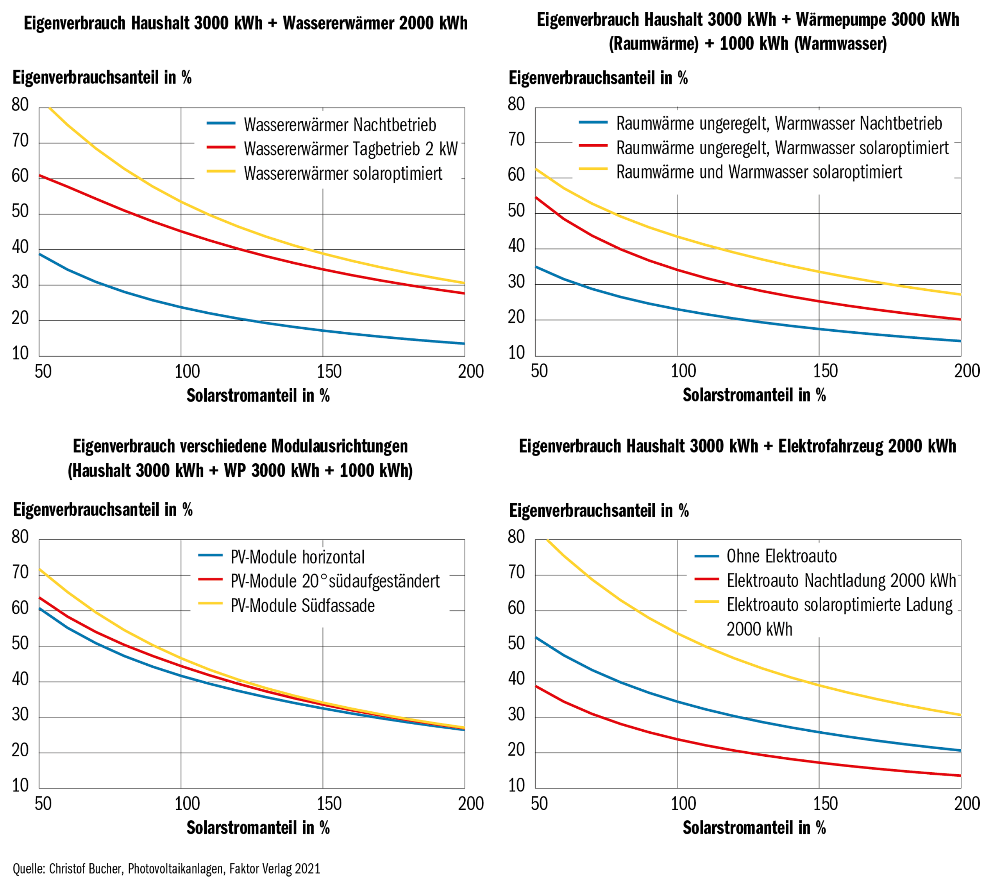 Eigenverbrauch Haushalt 3000 kWh + Wassererwärmer 2000 kWh
Eigenverbrauchsanteil in %
80
70
60
50
40
30
20
10
Wassererwärmer Nachtbetrieb
Wassererwärmer Tagbetrieb 2 kW
Wassererwärmer solaroptimiert
50 100 150 200
Solarstromanteil in %
Eigenverbrauch Haushalt 3000 kWh + Wärmepumpe 3000 kWh
(Raumwärme) + 1000 kWh (Warmwasser)
Eigenverbrauchsanteil in %
80
70
60
50
40
30
20
10
Raumwärme ungeregelt, Warmwasser Nachtbetrieb
Raumwärme ungeregelt, Warmwasser solaroptimiert
Raumwärme und Warmwasser solaroptimiert
50 100 150 200
Solarstromanteil in %
Eigenverbrauch verschiedene Modulausrichtungen
(Haushalt 3000 kWh + WP 3000 kWh + 1000 kWh)
Eigenverbrauchsanteil in %
80
70
60
50
40
30
20
10
PV-Module horizontal
PV-Module 20° südaufgeständert
PV-Module Südfassade
50 100 150 200
Solarstromanteil in %
Eigenverbrauch Haushalt 3000 kWh + Elektrofahrzeug 2000 kWh
Eigenverbrauchsanteil in %
80
70
60
50
40
30
20
10
Ohne Elektroauto
Elektroauto Nachtladung 2000 kWh
Elektroauto solaroptimierte Ladung
2000 kWh
50 100 150 200
Solarstromanteil in %
Quelle: Christof Bucher, Photovoltaikanlagen, Faktor Verlag 2021